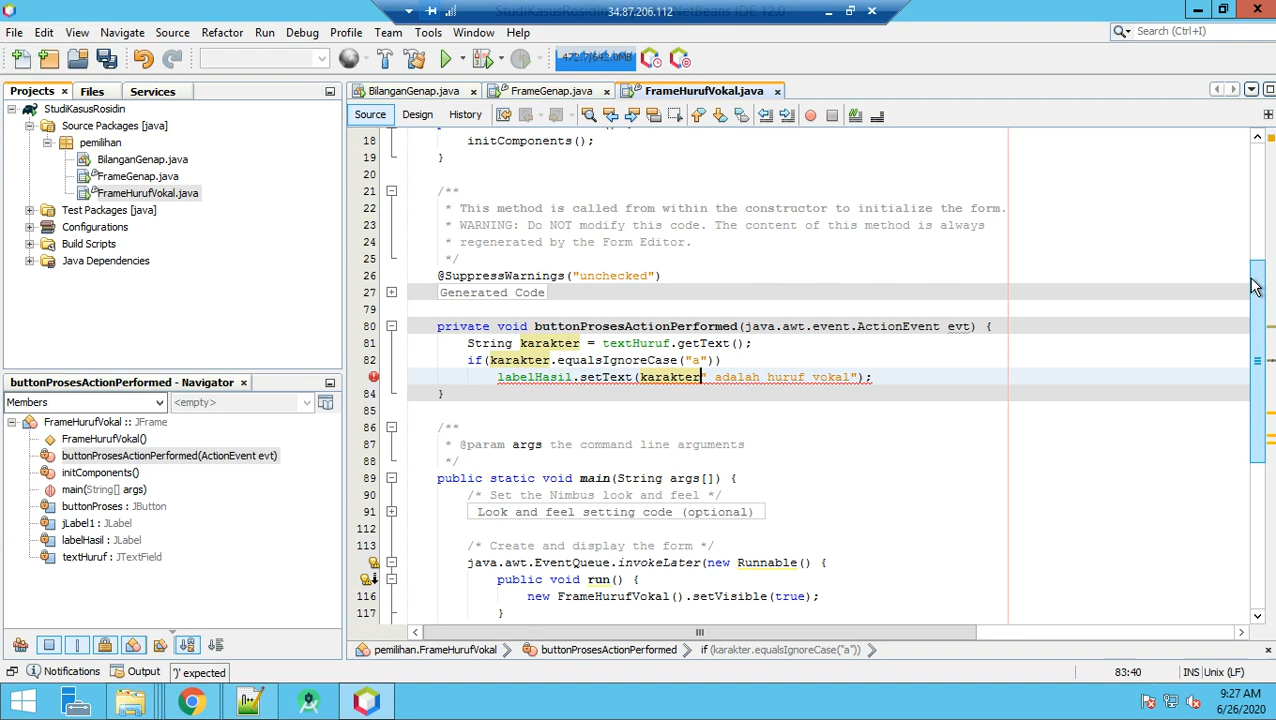 34.87.206.112
StudiKasusRosidin
NetBeans IDE 12.0
File Edit View Navigate Source Refactor Run Debug Profile Team Tools Window Help
Search (Ctrl+I)
Projects Files Services
BilanganGenap.java FrameGenap.java FrameHurufVokal.java
Source Design History
StudiKasusRosidin
Source Packages [java]
pemilihan
BilanganGenap.java
FrameGenap.java
FrameHurufVokal.java
Test Packages [java]
Configurations
Build Scripts
Java Dependencies
18 initComponents();
19 }
20
21 /**
22 * This method is called from within the constructor to initialize the form.
23 * WARNING: Do NOT modify this code. The content of this method is always
24 * regenerated by the Form Editor.
25 */
26 @SuppressWarnings("unchecked")
27 Generated Code
79
80 private void buttonProsesActionPerformed(java.awt.event.ActionEvent evt) {
81 String karakter = textHuruf.getText();
82 if(karakter.equalsIgnoreCase("a"))
labelHasil.setText(karakter" adalah huruf vokal");
84 }
86 /**
87 * @param args the command line arguments
88 */
89 public static void main(String args[]) {
90 /* Set the Nimbus look and feel */
91 Look and feel setting code (optional)
112
113 /* Create and display the form */
java.awt.EventQueue.invokeLater(new Runnable() {
public void run() {
116 new FrameHurufVokal().setVisible(true);
117 }
buttonProsesActionPerformed - Navigator
Members <empty>
FrameHurufVokal :: JFrame
FrameHurufVokal()
buttonProsesActionPerformed(ActionEvent evt)
initComponents()
main(String[] args)
buttonProses : JButton
jLabel1 : JLabel
labelHasil : JLabel
textHuruf : JTextField
pemilihan.FrameHurufVokal buttonProsesActionPerformed if (karakter.equalsIgnoreCase("a"))
Notifications Output ')' expected 83:40 INS Unix (LF)
9:27 AM
6/26/2020